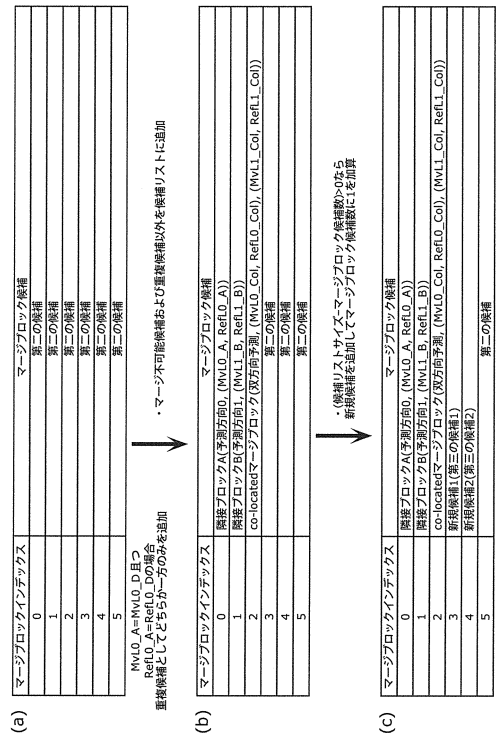 (a)
マージブロックインデックス マージブロック候補
0 第二の候補
1 第二の候補
2 第二の候補
3 第二の候補
4 第二の候補
5 第二の候補
MvL0_A=MvL0_D 且つ
RefL0_A=RefL0_Dの場合
重複候補としてどちらか一方のみを追加
・マージ不可能候補および重複候補以外を候補リストに追加
(b)
マージブロックインデックス マージブロック候補
0 隣接ブロックA(予測方向0, (MvL0_A, RefL0_A))
1 隣接ブロックB(予測方向1, (MvL1_B, RefL1_B))
2 co-locatedマージブロック(双方向予測, (MvL0_Col, RefL0_Col), (MvL1_Col, RefL1_Col))
3 第二の候補
4 第二の候補
5 第二の候補
・(候補リストサイズ-マージブロック候補数)>0なら
新規候補を追加してマージブロック候補数に1を加算
(c)
マージブロックインデックス マージブロック候補
0 隣接ブロックA(予測方向0, (MvL0_A, RefL0_A))
1 隣接ブロックB(予測方向1, (MvL1_B, RefL1_B))
2 co-locatedマージブロック(双方向予測, (MvL0_Col, RefL0_Col), (MvL1_Col, RefL1_Col))
3 新規候補1(第三の候補1)
4 新規候補2(第三の候補2)
5 第二の候補